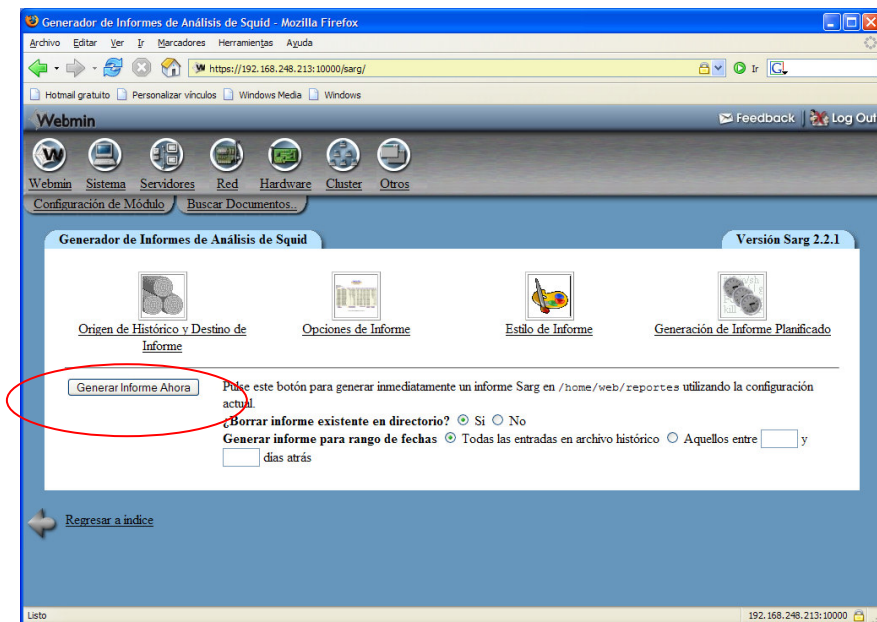 Generador de Informes de Análisis de Squid - Mozilla Firefox
Archivo Editar Ver Ir Marcadores Herramientas Ayuda
https://192.168.248.213:10000/sarg/ Ir G
Hotmail gratuito Personalizar vínculos Windows Media Windows
Webmin Feedback Log Out
Webmin Sistema Servidores Red Hardware Cluster Otros
Configuración de Módulo Buscar Documentos..
Generador de Informes de Análisis de Squid Versión Sarg 2.2.1
Origen de Histórico y Destino de Opciones de Informe Estilo de Informe Generación de Informe Planificado
Informe
Generar Informe Ahora Pulse este botón para generar inmediatamente un informe Sarg en /home/web/reportes utilizando la configuración
actual.
¿Borrar informe existente en directorio? Si No
Generar informe para rango de fechas Todas las entradas en archivo histórico Aquellos entre y
días atrás
Regresar a índice
Listo 192.168.248.213:10000